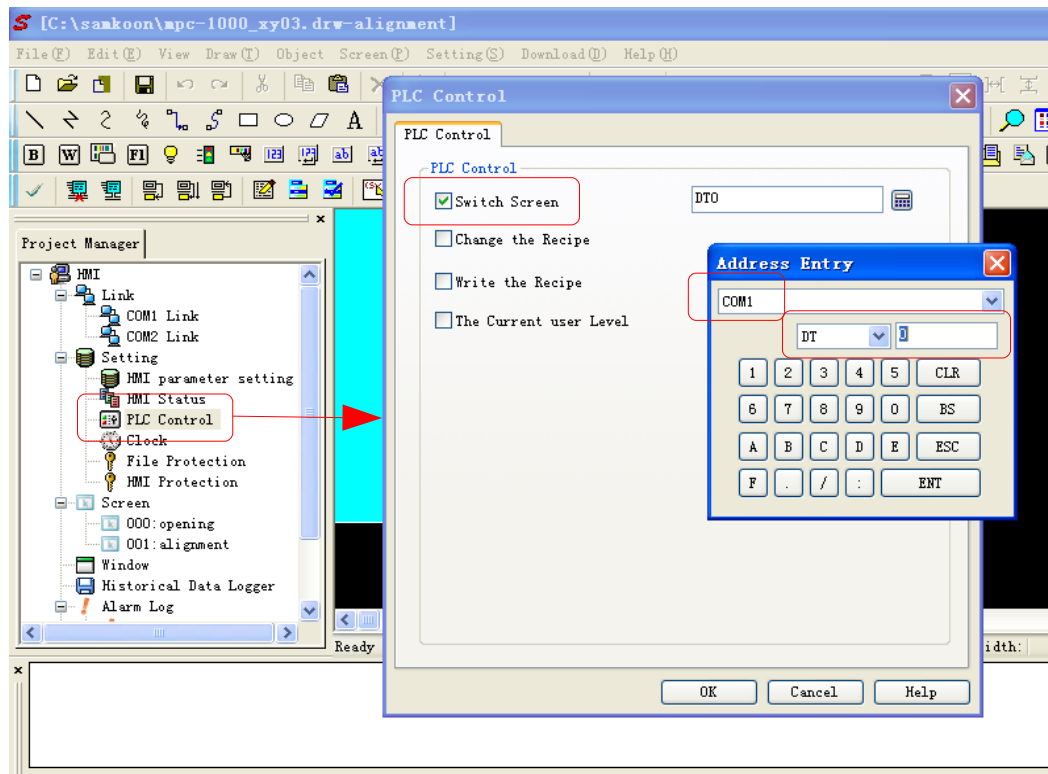 S [C:\samkoon\mpc-1000_xy03.drw-alignment]
File(F) Edit(E) View Draw(T) Object Screen(P) Setting(S) Download(D) Help(H)
A
B W F1 123 123 ab
PLC Control
PLC Control
PLC Control
Switch Screen
DT0
Change the Recipe
Write the Recipe
The Current user Level
Address Entry
COM1
DT 0
1 2 3 4 5 CLR
6 7 8 9 0 BS
A B C D E ESC
F . / : ENT
OK Cancel Help
Project Manager
HMI
Link
COM1 Link
COM2 Link
Setting
HMI parameter setting
HMI Status
PLC Control
Clock
File Protection
HMI Protection
Screen
000:opening
001:alignment
Window
Historical Data Logger
Alarm Log
Ready
idth: